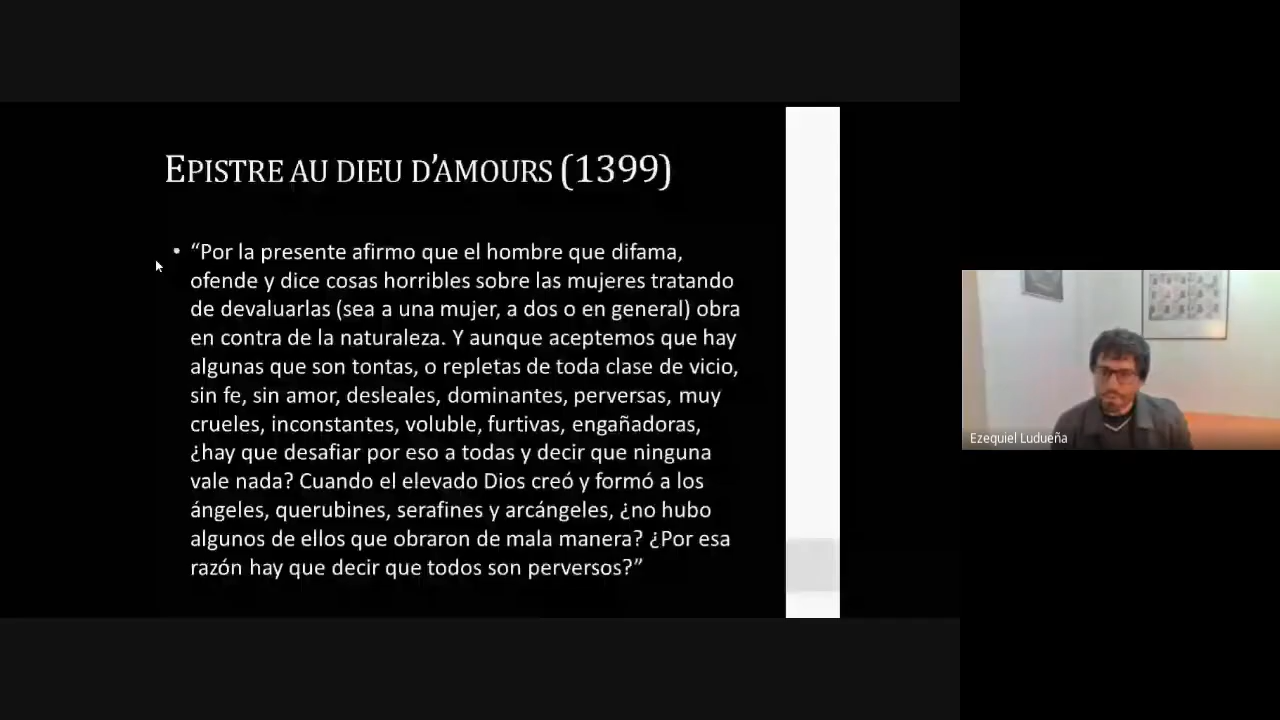 EPISTRE AU DIEU D’AMOURS (1399)
• “Por la presente afirmo que el hombre que difama,
ofende y dice cosas horribles sobre las mujeres tratando
de devaluarlas (sea a una mujer, a dos o en general) obra
en contra de la naturaleza. Y aunque aceptemos que hay
algunas que son tontas, o repletas de toda clase de vicio,
sin fe, sin amor, desleales, dominantes, perversas, muy
crueles, inconstantes, voluble, furtivas, engañadoras,
¿hay que desafiar por eso a todas y decir que ninguna
vale nada? Cuando el elevado Dios creó y formó a los
ángeles, querubines, serafines y arcángeles, ¿no hubo
algunos de ellos que obraron de mala manera? ¿Por esa
razón hay que decir que todos son perversos?”
Ezequiel Ludueña